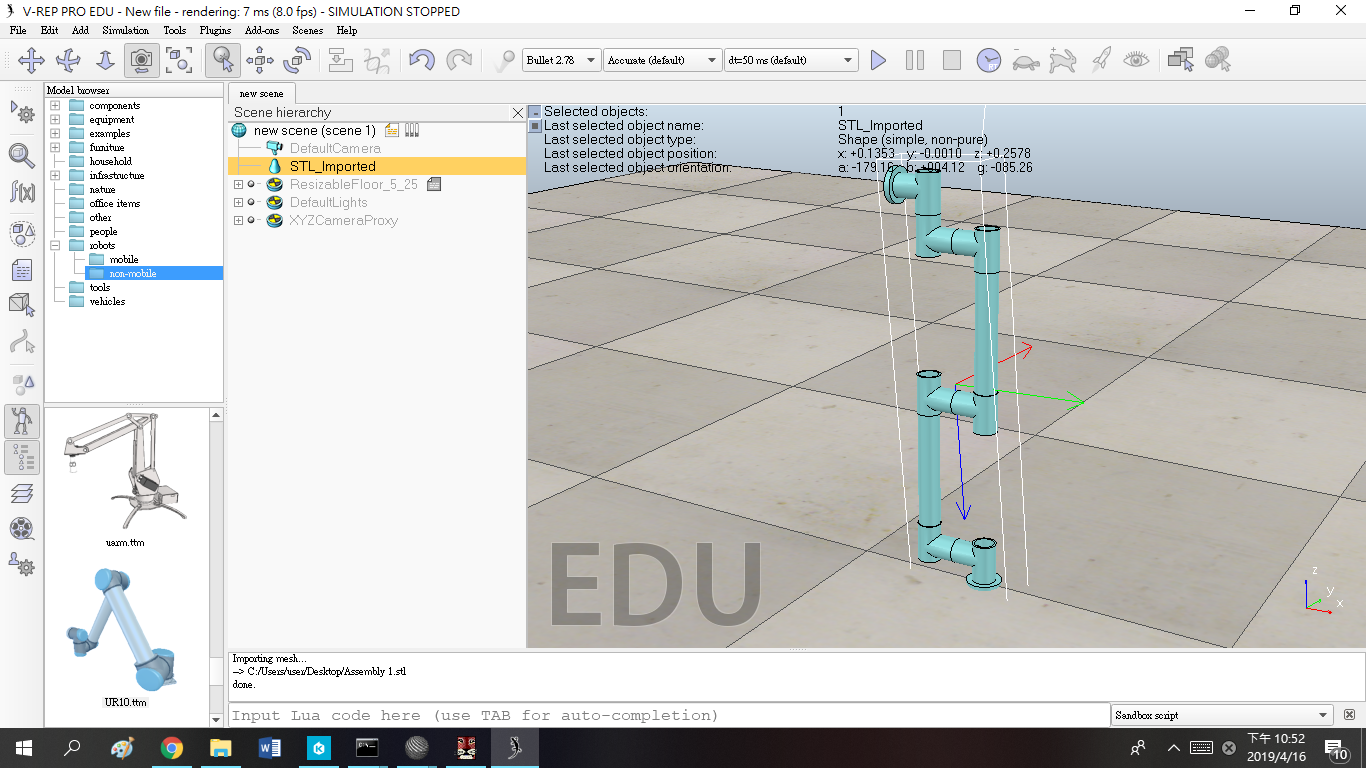 V-REP PRO EDU - New file - rendering: 7 ms (8.0 fps) - SIMULATION STOPPED
File Edit Add Simulation Tools Plugins Add-ons Scenes Help
Bullet 2.78 Accurate (default) dt=50 ms (default)
RT
Model browser
components
equipment
examples
furniture
household
infrastructure
nature
office items
other
people
robots
mobile
non-mobile
tools
vehicles
uarm.ttm
UR10.ttm
new scene
Scene hierarchy
new scene (scene 1)
DefaultCamera
STL_Imported
ResizableFloor_5_25
DefaultLights
XYZCameraProxy
Selected objects: 1
Last selected object name: STL_Imported
Last selected object type: Shape (simple, non-pure)
Last selected object position: x: +0.1353 y: -0.0010 z: +0.2578
Last selected object orientation: g: -085.26
EDU
z
y
x
f(x)
Importing mesh...
--> C:/Users/user/Desktop/Assembly 1.stl
done.
Input Lua code here (use TAB for auto-completion) Sandbox script
下午 10:52
2019/4/16
10